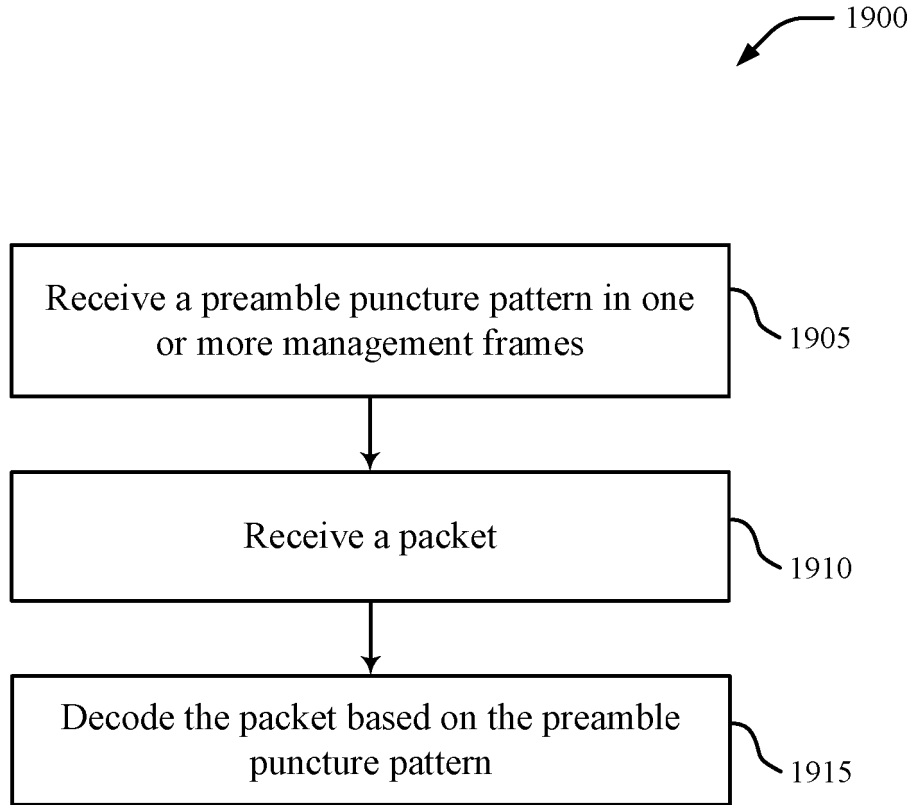 1900
Receive a preamble puncture pattern in one
or more management frames
1905
Receive a packet
1910
Decode the packet based on the preamble
puncture pattern
1915